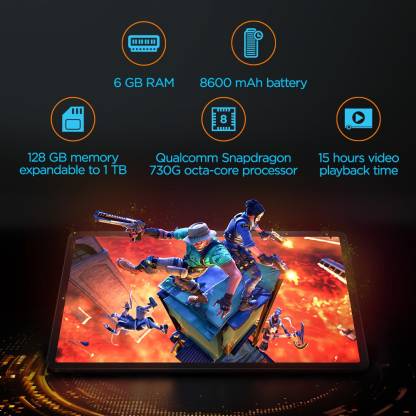 6 GB RAM
8600 mAh battery
128 GB memory
expandable to 1 TB
8
Qualcomm Snapdragon
730G octa-core processor
15 hours video
playback time